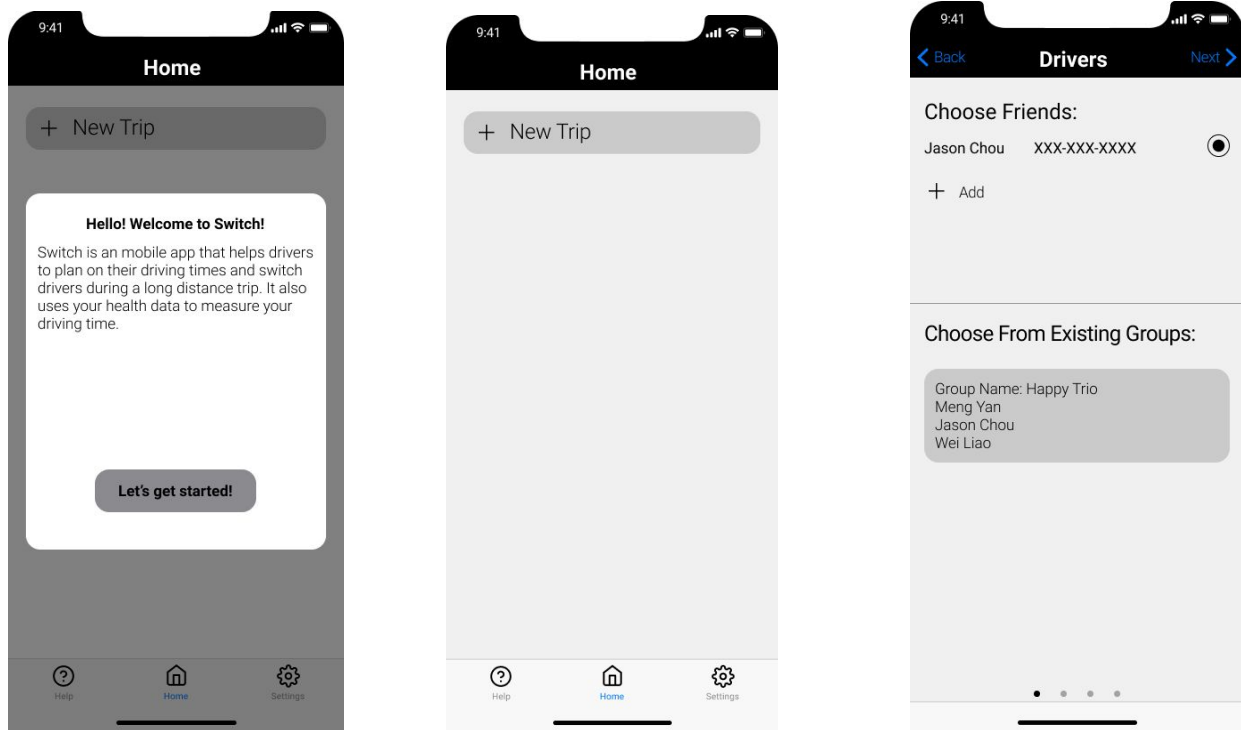 9:41
Home
+ New Trip
Hello! Welcome to Switch!
Switch is an mobile app that helps drivers
to plan on their driving times and switch
drivers during a long distance trip. It also
uses your health data to measure your
driving time.
Let's get started!
Help Home Settings
9:41
Home
+ New Trip
Help Home Settings
9:41
Back Drivers Next
Choose Friends:
Jason Chou XXX-XXX-XXXX
+ Add
Choose From Existing Groups:
Group Name: Happy Trio
Meng Yan
Jason Chou
Wei Liao